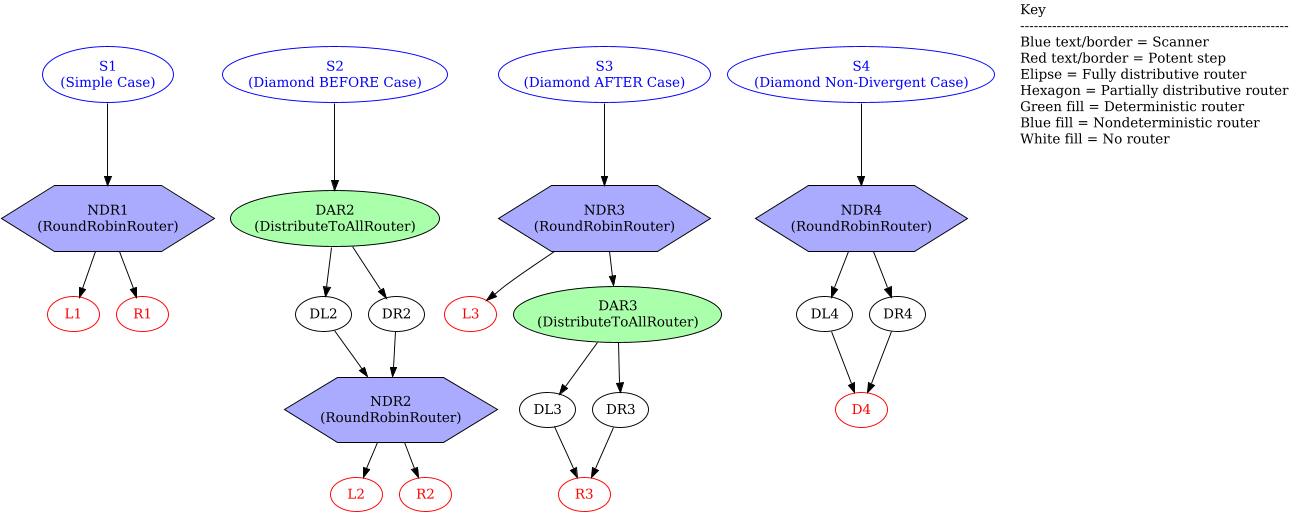 Key
------------------------------------------------------------
Blue text/border = Scanner
Red text/border = Potent step
Elipse = Fully distributive router
Hexagon = Partially distributive router
Green fill = Deterministic router
Blue fill = Nondeterministic router
White fill = No router
S1
(Simple Case)
S2
(Diamond BEFORE Case)
S3
(Diamond AFTER Case)
S4
(Diamond Non-Divergent Case)
NDR1
(RoundRobinRouter)
DAR2
(DistributeToAllRouter)
NDR3
(RoundRobinRouter)
NDR4
(RoundRobinRouter)
L1
R1
DL2
DR2
L3
DAR3
(DistributeToAllRouter)
DL4
DR4
NDR2
(RoundRobinRouter)
DL3
DR3
D4
L2
R2
R3